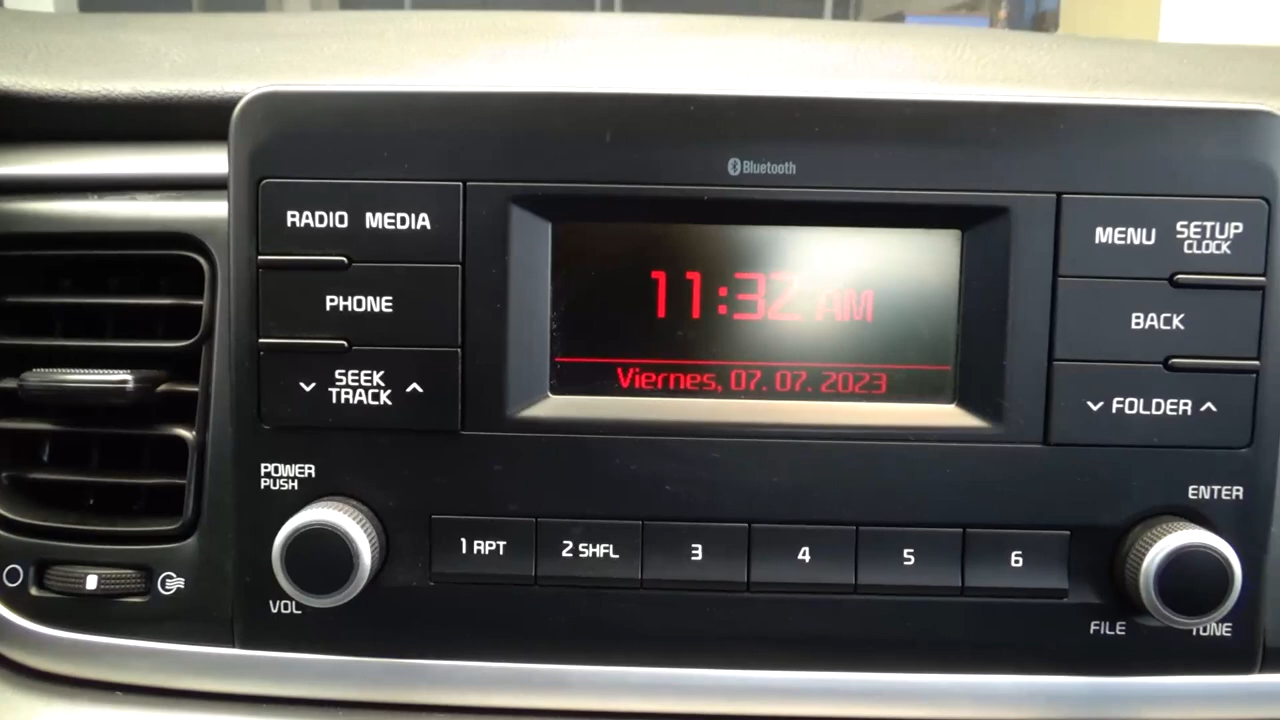 Bluetooth
RADIO MEDIA
PHONE
SEEK
TRACK
11:32 AM
Viernes, 07. 07. 2023
MENU SETUP
CLOCK
BACK
FOLDER
POWER
PUSH
VOL
1 RPT
2 SHFL
3
4
5
6
ENTER
FILE
TUNE